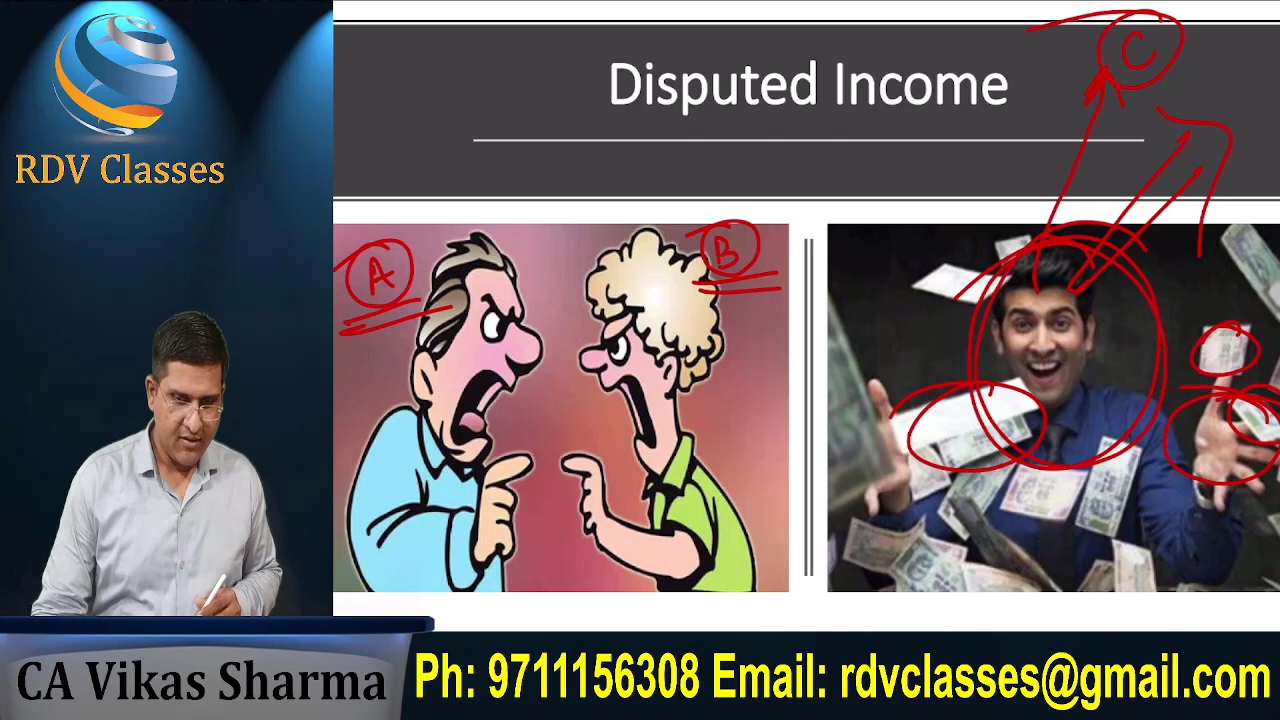 RDV Classes
Disputed Income
C
A
B
CA Vikas Sharma
Ph: 9711156308 Email: rdvclasses@gmail.com